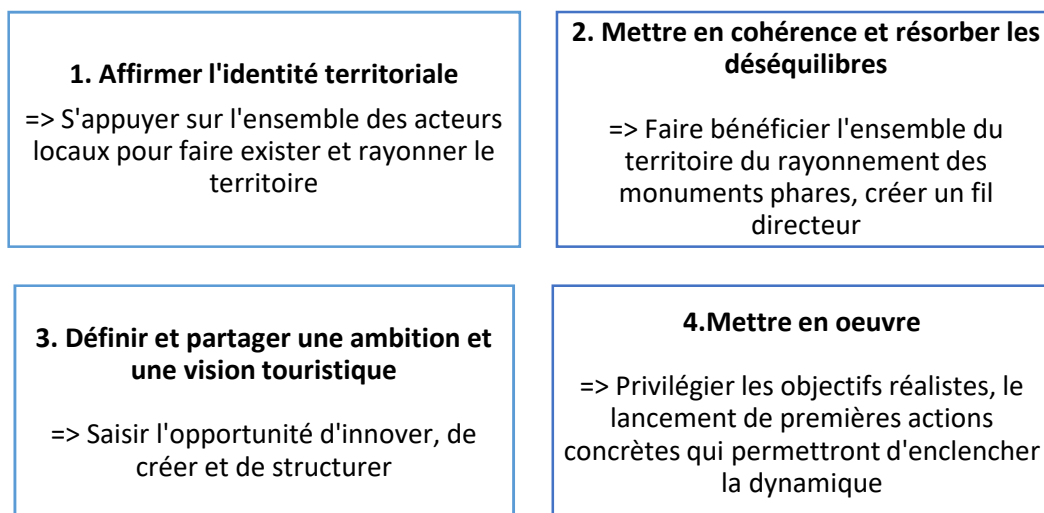 1. Affirmer l'identité territoriale
=> S'appuyer sur l'ensemble des acteurs
locaux pour faire exister et rayonner le
territoire
2. Mettre en cohérence et résorber les
déséquilibres
=> Faire bénéficier l'ensemble du
territoire du rayonnement des
monuments phares, créer un fil
directeur
3. Définir et partager une ambition et
une vision touristique
=> Saisir l'opportunité d'innover, de
créer et de structurer
4.Mettre en oeuvre
=> Privilégier les objectifs réalistes, le
lancement de premières actions
concrètes qui permettront d'enclencher
la dynamique